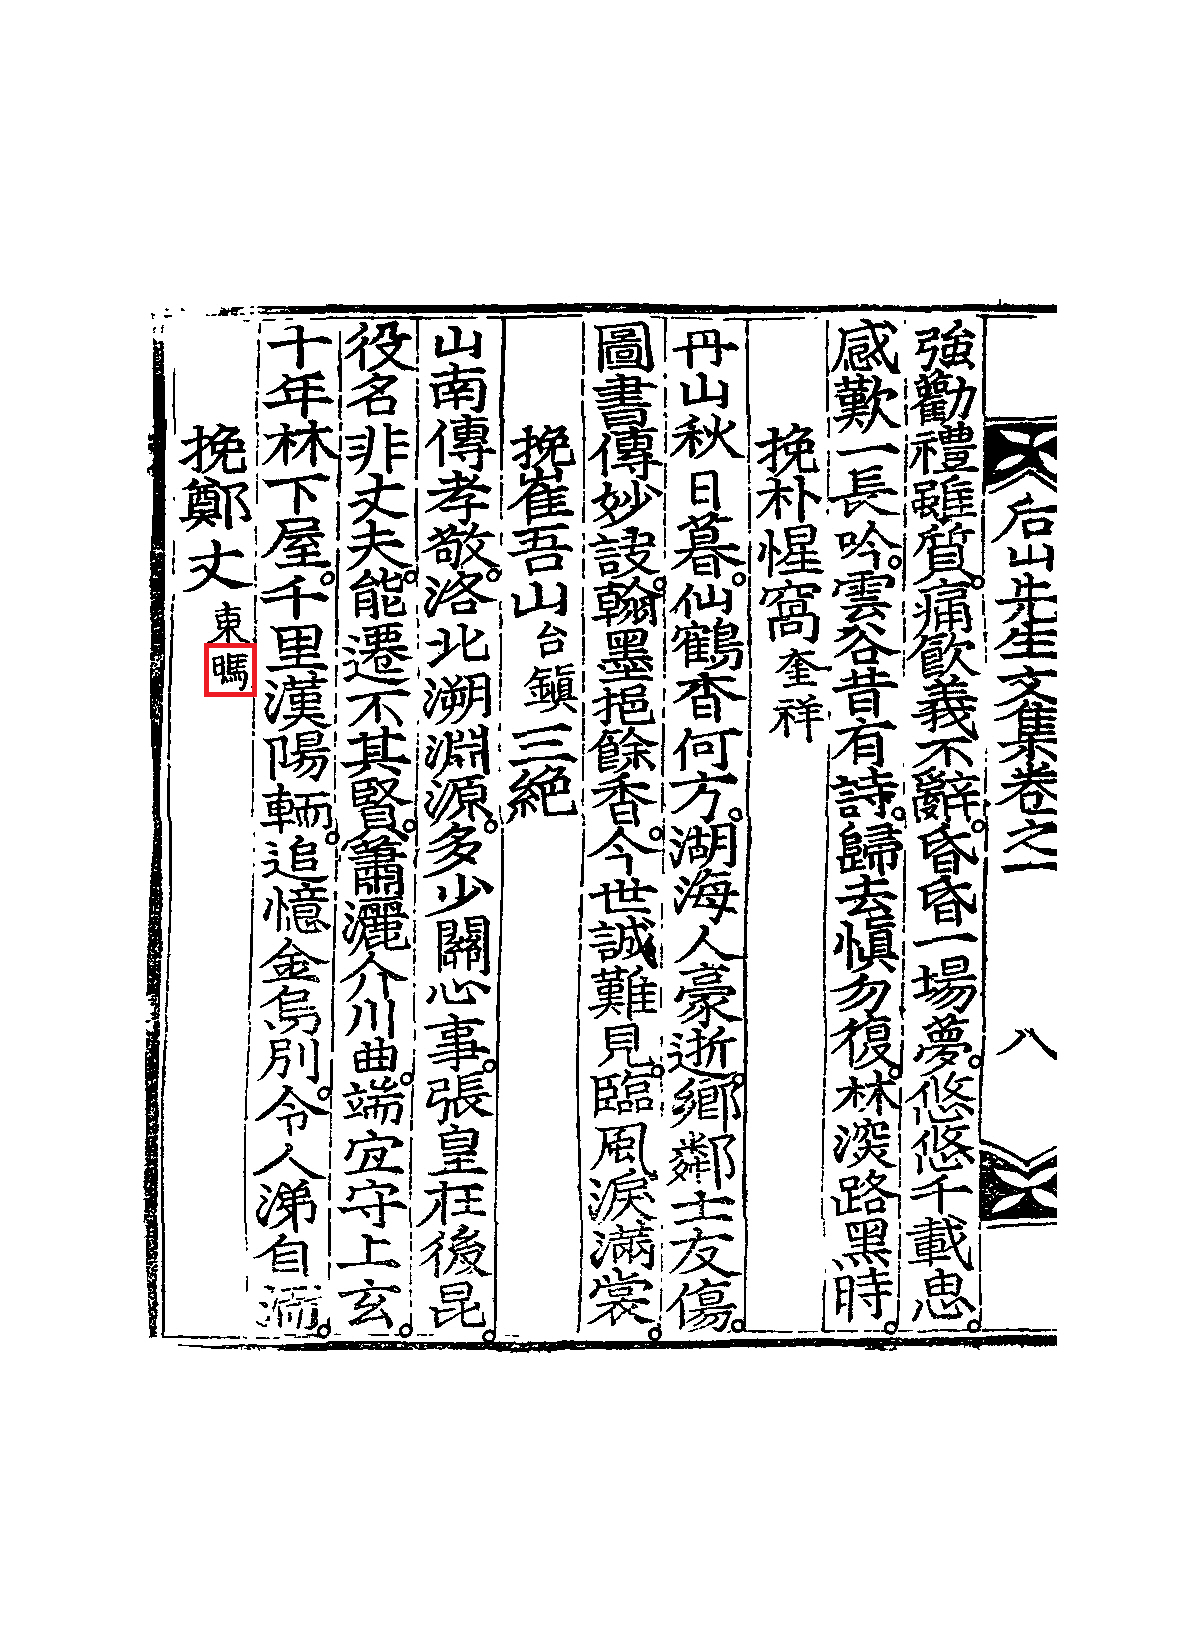 后山先生文集卷之一　八
強勸禮雖質痛飮義不辭昏昏一場夢悠悠千載思
感歎一長吟雲谷昔有詩歸去愼勿復林深路黑時
挽朴惺窩奎祥
丹山秋日暮仙鶴杳何方湖海人豪逝鄕鄰士友傷
圖書傳妙訣翰墨挹餘香今世誠難見臨風淚滿裳
挽崔吾山台鎭三絶
山南傳孝敬洛北溯淵源多少關心事張皇在後昆
役名非丈夫能遷不其賢簫灑介川曲端宜守上玄
十年林下屋千里漢陽輀追憶金烏別令人涕自濡
挽鄭丈東暭